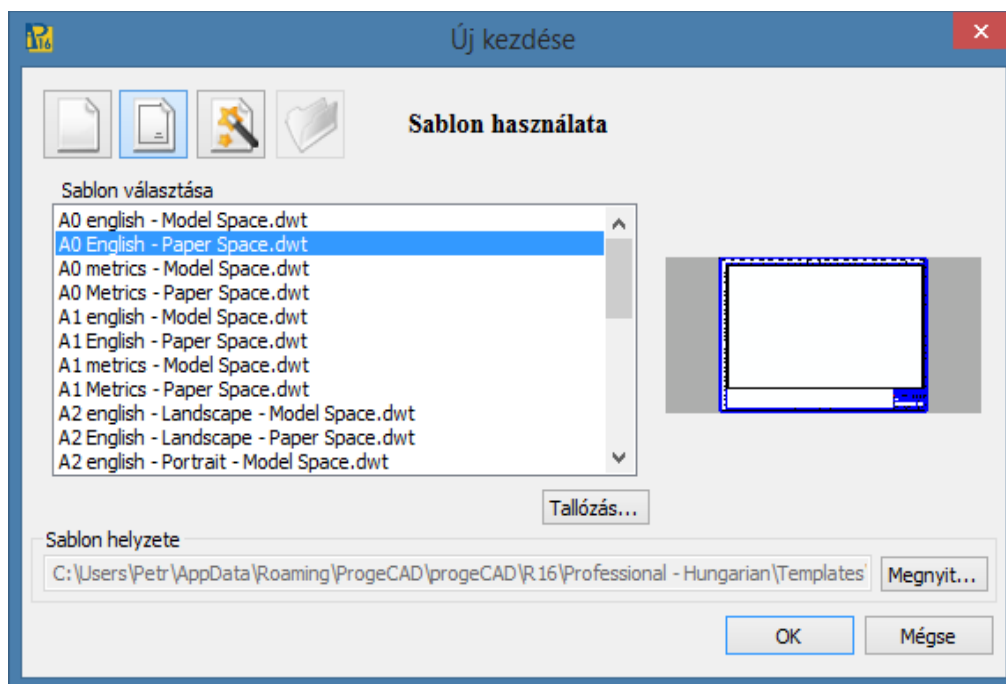 Új kezdése
Sablon használata
Sablon választása
A0 english - Model Space.dwt
A0 English - Paper Space.dwt
A0 metrics - Model Space.dwt
A0 Metrics - Paper Space.dwt
A1 english - Model Space.dwt
A1 English - Paper Space.dwt
A1 metrics - Model Space.dwt
A1 Metrics - Paper Space.dwt
A2 english - Landscape - Model Space.dwt
A2 English - Landscape - Paper Space.dwt
A2 english - Portrait - Model Space.dwt
Tallózás...
Sablon helyzete
C:\Users\Petr\AppData\Roaming\ProgeCAD\progeCAD\R16\Professional - Hungarian\Templates\ Megnyit...
OK Mégse